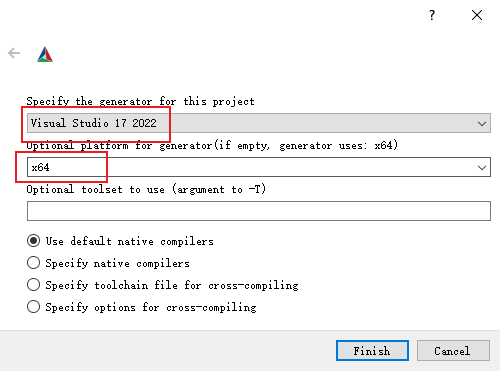 ?
Specify the generator for this project
Visual Studio 17 2022
Optional platform for generator(if empty, generator uses: x64)
x64
Optional toolset to use (argument to -T)
Use default native compilers
Specify native compilers
Specify toolchain file for cross-compiling
Specify options for cross-compiling
Finish Cancel